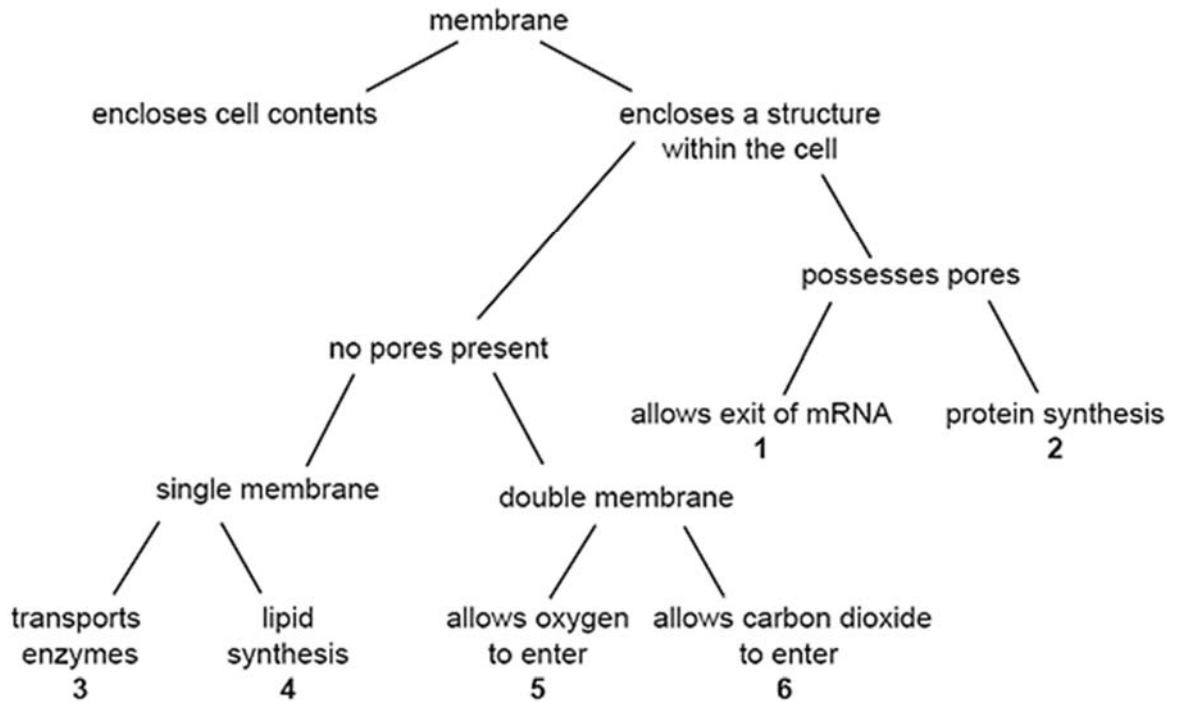 membrane
encloses cell contents
encloses a structure
within the cell
possesses pores
no pores present
allows exit of mRNA
1
protein synthesis
2
single membrane
double membrane
transports
enzymes
3
lipid
synthesis
4
allows oxygen
to enter
5
allows carbon dioxide
to enter
6